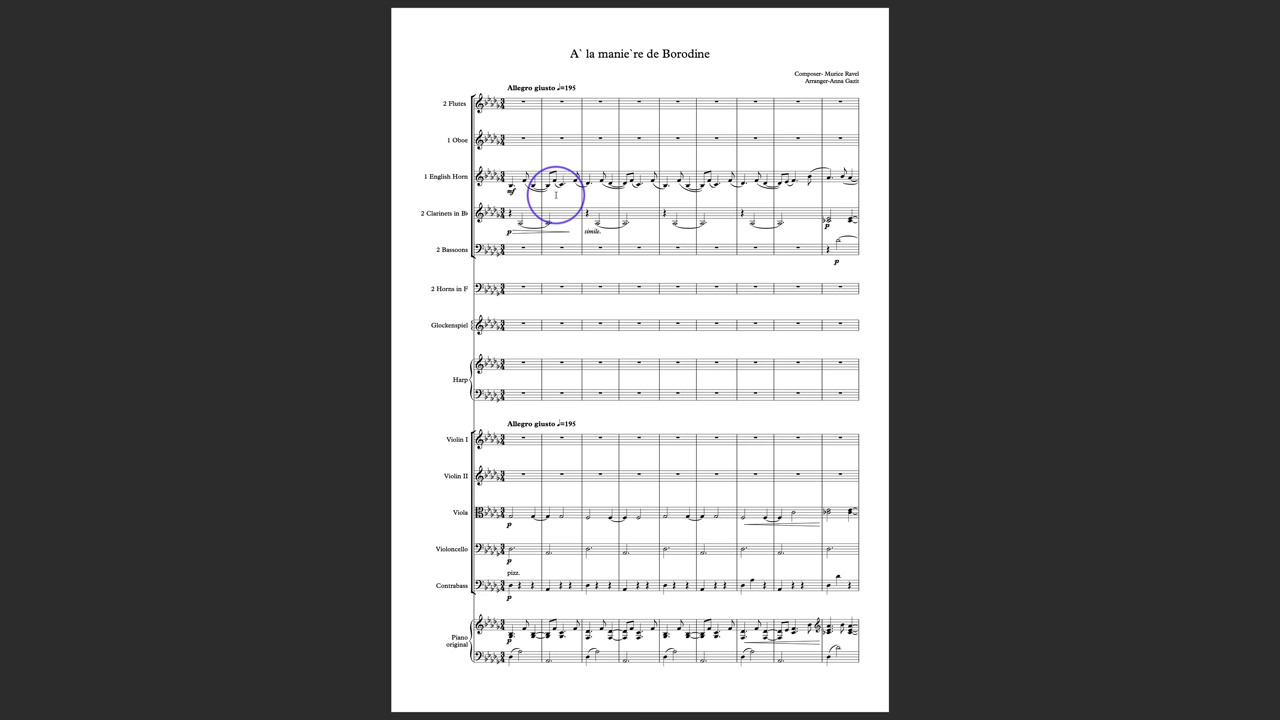 A` la manie`re de Borodine
Composer- Murice Ravel
Arranger-Anna Gazit
Allegro giusto ♩=195
2 Flutes
1 Oboe
1 English Horn
mf
2 Clarinets in B♭
p
simile.
p
2 Bassoons
p
2 Horns in F
Glockenspiel
Harp
Allegro giusto ♩=195
Violin I
Violin II
Viola
p
Violoncello
p
pizz.
Contrabass
p
Piano
original
p